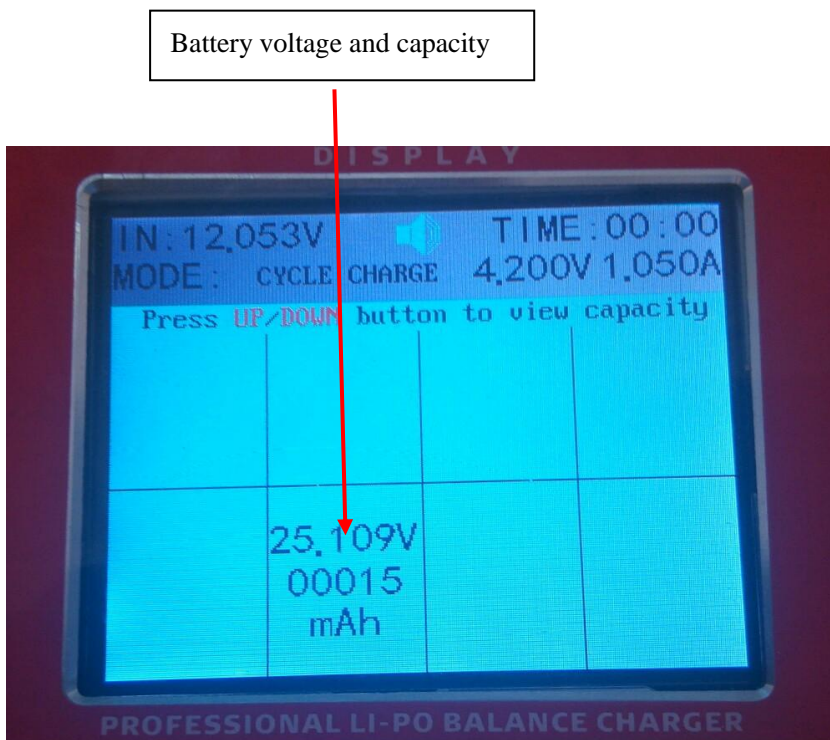 Battery voltage and capacity
DISPLAY
IN:12.053V TIME:00:00
MODE: CYCLE CHARGE 4.200V 1.050A
Press UP/DOWN button to view capacity
25.109V
00015
mAh
PROFESSIONAL LI-PO BALANCE CHARGER